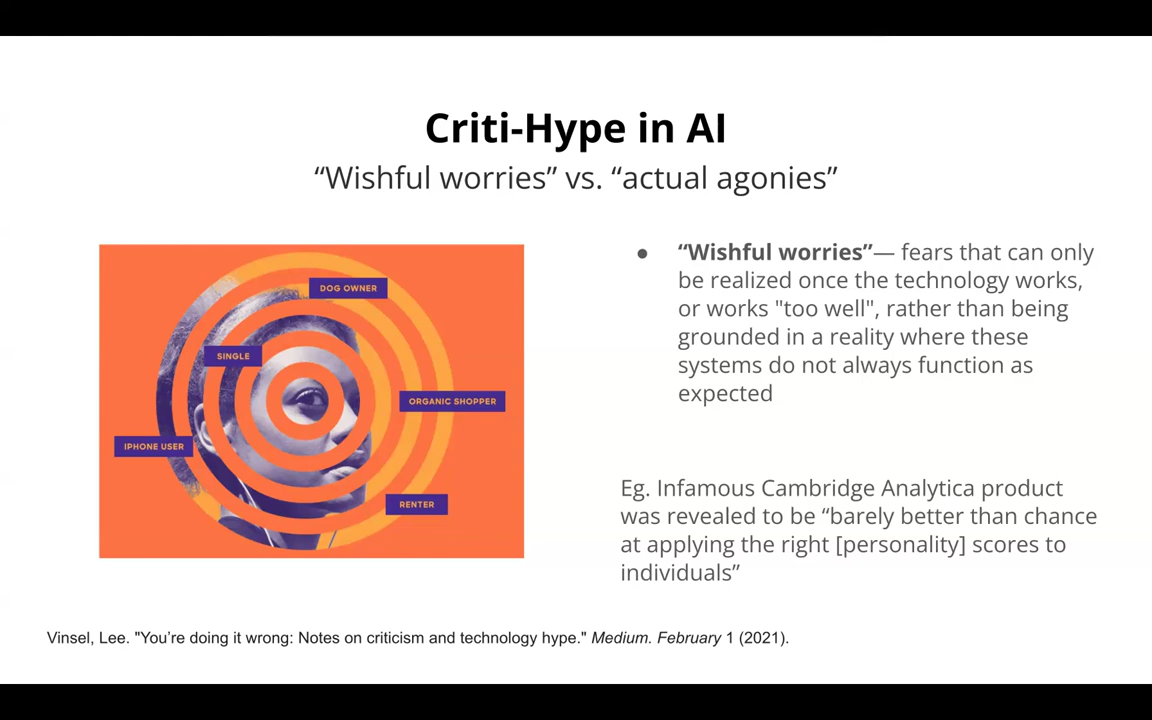 Criti-Hype in AI
“Wishful worries” vs. “actual agonies”
DOG OWNER
SINGLE
ORGANIC SHOPPER
IPHONE USER
RENTER
● “Wishful worries”— fears that can only
be realized once the technology works,
or works "too well", rather than being
grounded in a reality where these
systems do not always function as
expected
Eg. Infamous Cambridge Analytica product
was revealed to be “barely better than chance
at applying the right [personality] scores to
individuals”
Vinsel, Lee. "You’re doing it wrong: Notes on criticism and technology hype." Medium. February 1 (2021).